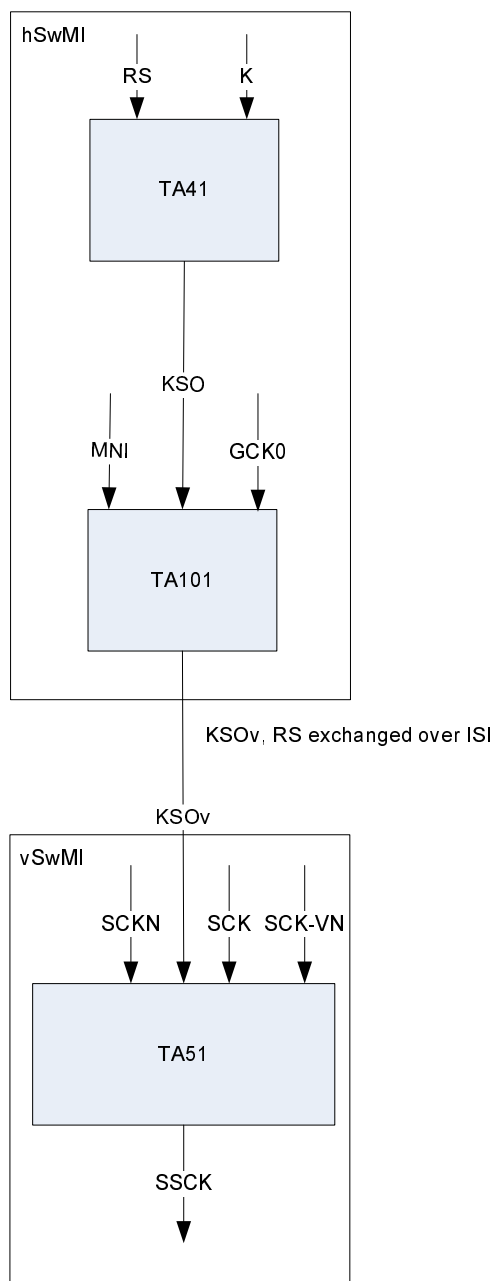 hSwMI
RS K
TA41
KSO
MNI GCK0
TA101
KSOv, RS exchanged over ISI
KSOv
vSwMI
SCKN SCK SCK-VN
TA51
SSCK